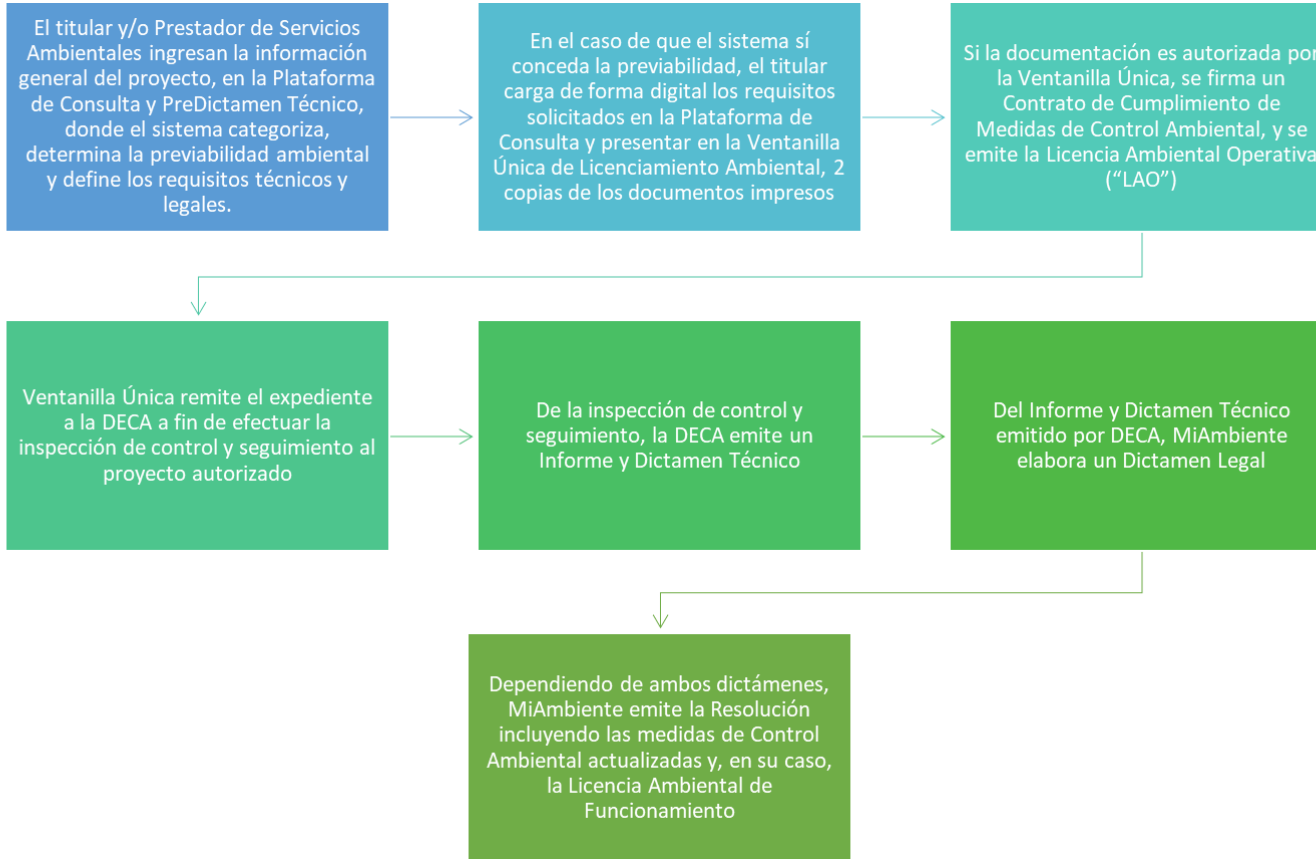 El titular y/o Prestador de Servicios
Ambientales ingresan la información
general del proyecto, en la Plataforma
de Consulta y PreDictamen Técnico,
donde el sistema categoriza,
determina la previabilidad ambiental
y define los requisitos técnicos y
legales.
En el caso de que el sistema sí
conceda la previabilidad, el titular
carga de forma digital los requisitos
solicitados en la Plataforma de
Consulta y presentar en la Ventanilla
Única de Licenciamiento Ambiental, 2
copias de los documentos impresos
Si la documentación es autorizada por
la Ventanilla Única, se firma un
Contrato de Cumplimiento de
Medidas de Control Ambiental, y se
emite la Licencia Ambiental Operativa
(“LAO”)
Ventanilla Única remite el expediente
a la DECA a fin de efectuar la
inspección de control y seguimiento al
proyecto autorizado
De la inspección de control y
seguimiento, la DECA emite un
Informe y Dictamen Técnico
Del Informe y Dictamen Técnico
emitido por DECA, MiAmbiente
elabora un Dictamen Legal
Dependiendo de ambos dictámenes,
MiAmbiente emite la Resolución
incluyendo las medidas de Control
Ambiental actualizadas y, en su caso,
la Licencia Ambiental de
Funcionamiento